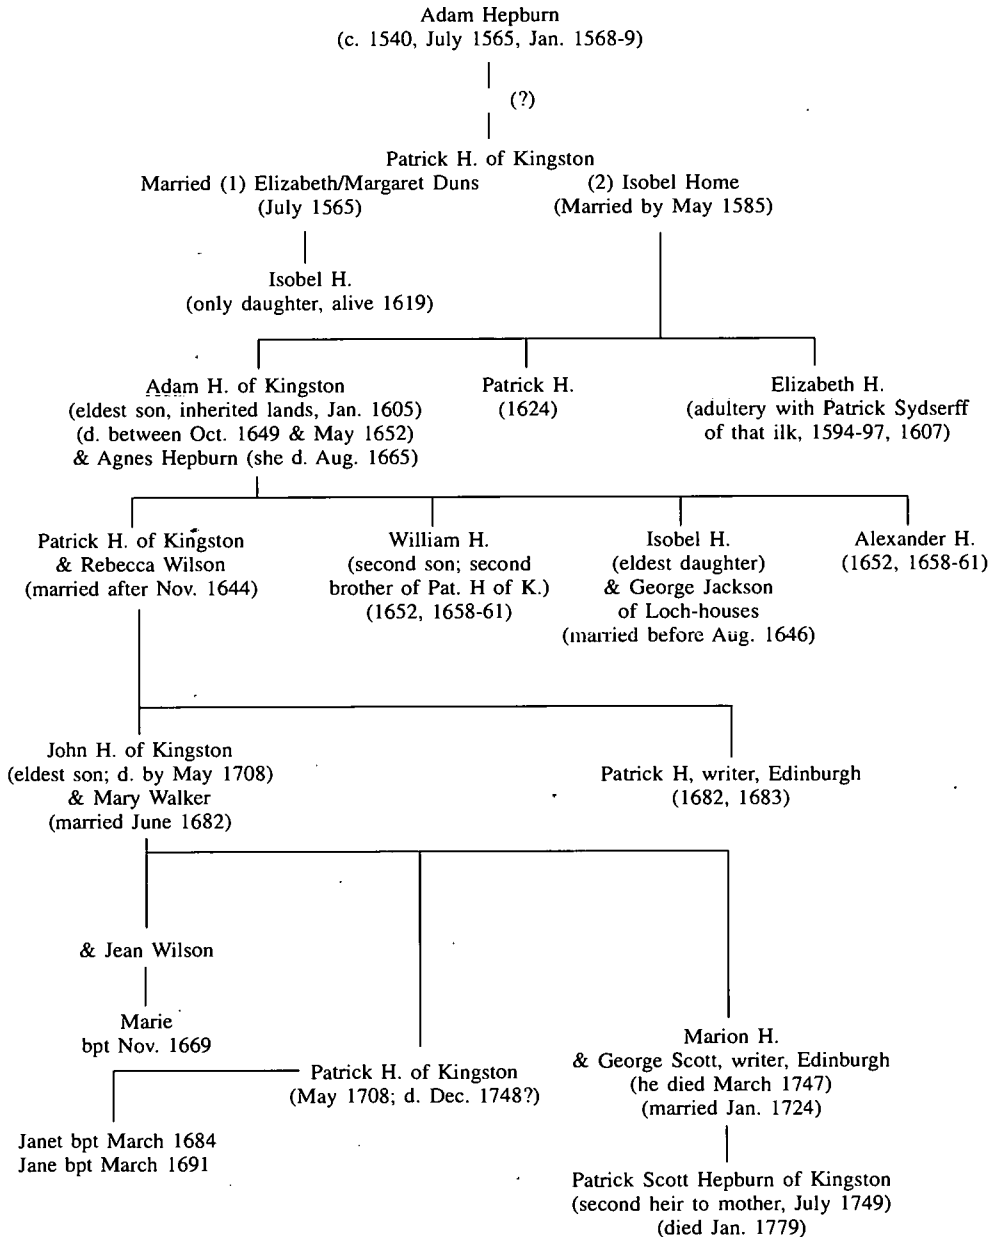 Adam Hepburn
(c. 1540, July 1565, Jan. 1568-9)
(?)
Patrick H. of Kingston
Married (1) Elizabeth/Margaret Duns
(July 1565)
(2) Isobel Home
(Married by May 1585)
Isobel H.
(only daughter, alive 1619)
Adam H. of Kingston
(eldest son, inherited lands, Jan. 1605)
(d. between Oct. 1649 & May 1652)
& Agnes Hepburn (she d. Aug. 1665)
Patrick H.
(1624)
Elizabeth H.
(adultery with Patrick Sydserff
of that ilk, 1594-97, 1607)
Patrick H. of Kingston
& Rebecca Wilson
(married after Nov. 1644)
William H.
(second son; second
brother of Pat. H of K.)
(1652, 1658-61)
Isobel H.
(eldest daughter)
& George Jackson
of Loch-houses
(married before Aug. 1646)
Alexander H.
(1652, 1658-61)
John H. of Kingston
(eldest son; d. by May 1708)
& Mary Walker
(married June 1682)
Patrick H, writer, Edinburgh
(1682, 1683)
& Jean Wilson
Marie
bpt Nov. 1669
Patrick H. of Kingston
(May 1708; d. Dec. 1748?)
Janet bpt March 1684
Jane bpt March 1691
Marion H.
& George Scott, writer, Edinburgh
(he died March 1747)
(married Jan. 1724)
Patrick Scott Hepburn of Kingston
(second heir to mother, July 1749)
(died Jan. 1779)